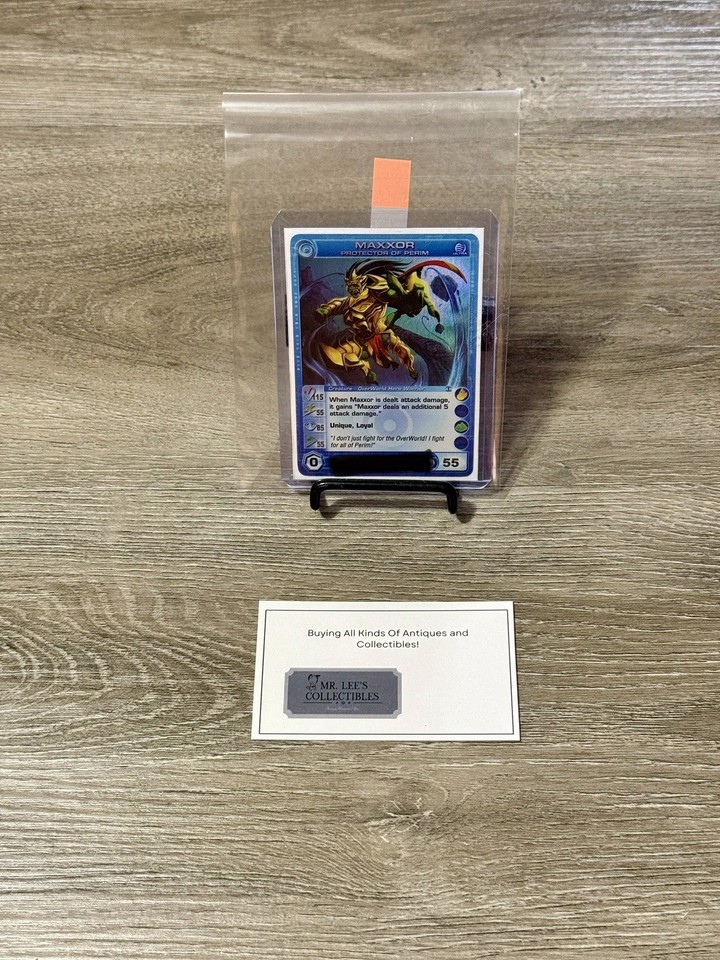 MAXXOR
PROTECTOR OF PERIM
ULTRA
Creature - OverWorld Hero Warrior
115
55
85
55
When Maxxor is dealt attack damage,
it gains "Maxxor deals an additional 5
attack damage."
Unique, Loyal
"I don't just fight for the OverWorld! I fight
for all of Perim!"
0
55
Buying All Kinds Of Antiques and
Collectibles!
MR. LEE'S
COLLECTIBLES